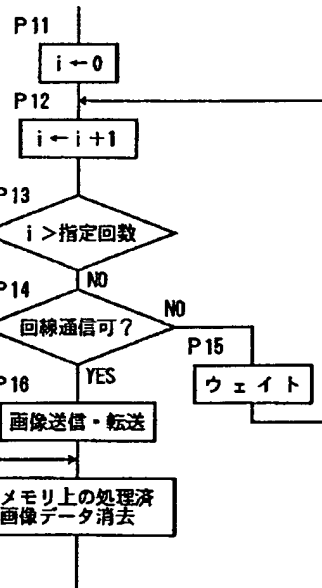 P11
i←0
P12
i←i+1
P13
i>指定回数
NO
P14
回線通信可?
NO
P15
ウェイト
YES
P16
画像送信・転送
メモリ上の処理済
画像データ消去